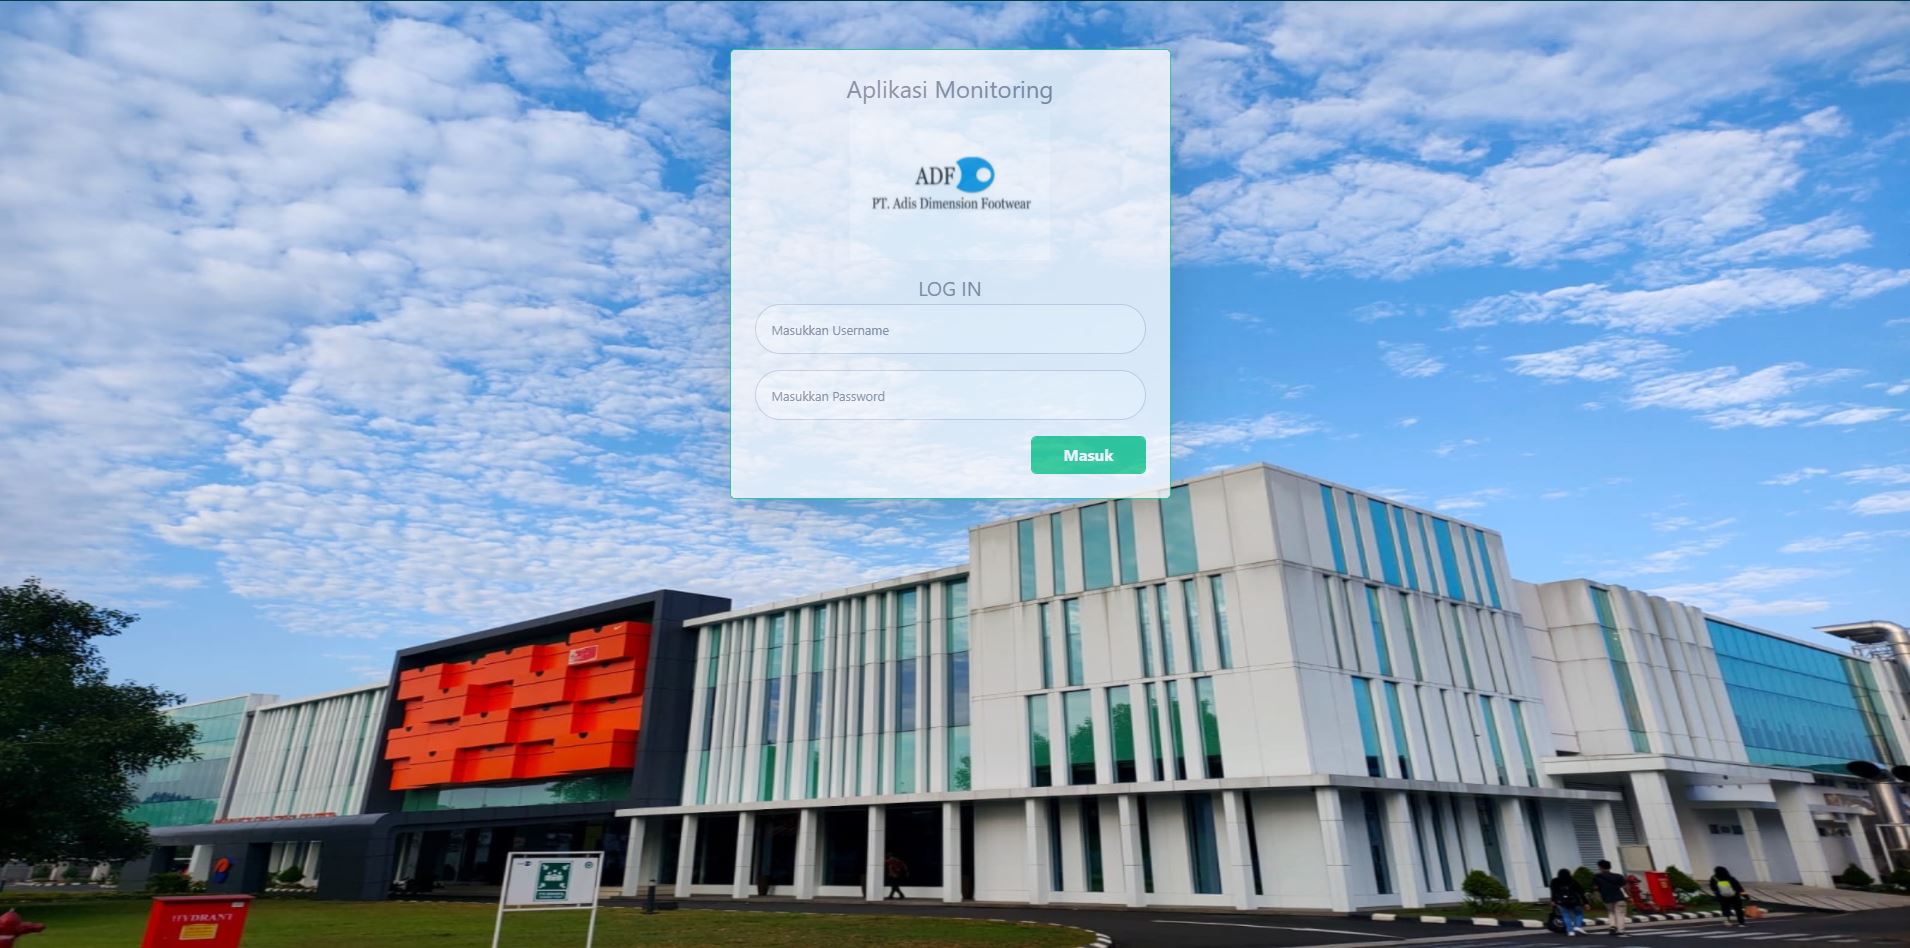 Aplikasi Monitoring
ADF
PT. Adis Dimension Footwear
LOG IN
Masukkan Username
Masukkan Password
Masuk
HYDRANT